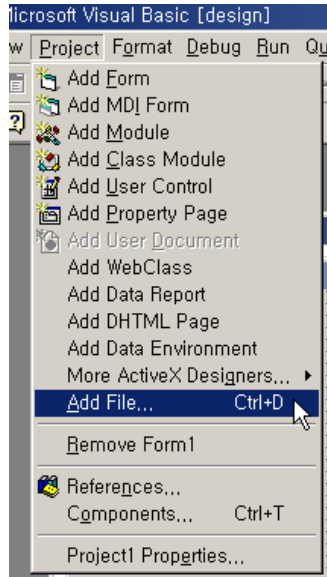 Microsoft Visual Basic [design]
Project Format Debug Run
Add Form
Add MDI Form
Add Module
Add Class Module
Add User Control
Add Property Page
Add User Document
Add WebClass
Add Data Report
Add DHTML Page
Add Data Environment
More ActiveX Designers...
Add File... Ctrl+D
Remove Form1
References...
Components... Ctrl+T
Project1 Properties...